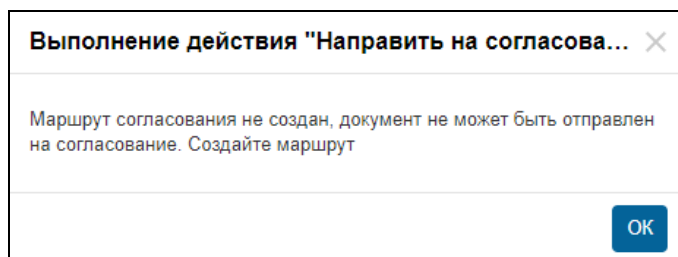 Выполнение действия "Направить на согласова...
Маршрут согласования не создан, документ не может быть отправлен
на согласование. Создайте маршрут
ОК